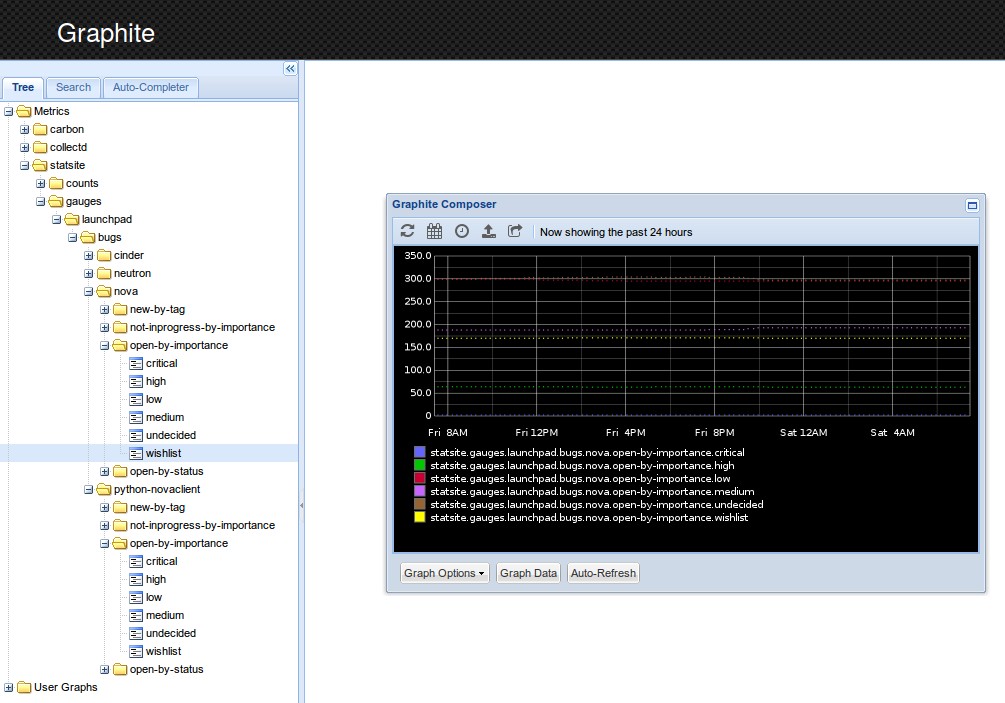 Graphite
Tree
Search
Auto-Completer
Metrics
carbon
collectd
statsite
counts
gauges
launchpad
bugs
cinder
neutron
nova
new-by-tag
not-inprogress-by-importance
open-by-importance
critical
high
low
medium
undecided
wishlist
open-by-status
python-novaclient
new-by-tag
not-inprogress-by-importance
open-by-importance
critical
high
low
medium
undecided
wishlist
open-by-status
User Graphs
Graphite Composer
Now showing the past 24 hours
350.0
300.0
250.0
200.0
150.0
100.0
50.0
0
Fri 8AM
Fri 12PM
Fri 4PM
Fri 8PM
Sat 12AM
Sat 4AM
statsite.gauges.launchpad.bugs.nova.open-by-importance.critical
statsite.gauges.launchpad.bugs.nova.open-by-importance.high
statsite.gauges.launchpad.bugs.nova.open-by-importance.low
statsite.gauges.launchpad.bugs.nova.open-by-importance.medium
statsite.gauges.launchpad.bugs.nova.open-by-importance.undecided
statsite.gauges.launchpad.bugs.nova.open-by-importance.wishlist
Graph Options
Graph Data
Auto-Refresh